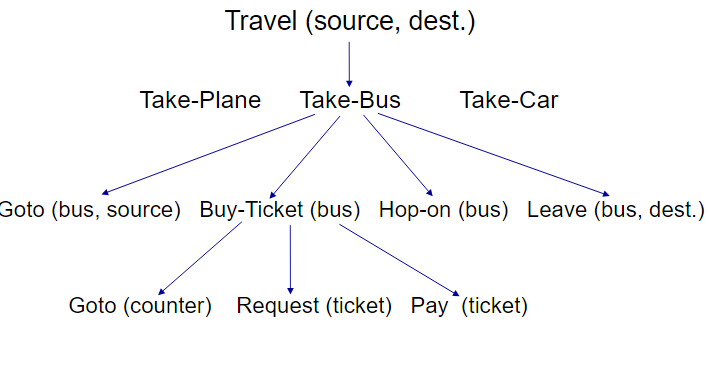 Travel (source, dest.)
Take-Plane Take-Bus Take-Car
Goto (bus, source) Buy-Ticket (bus) Hop-on (bus) Leave (bus, dest.)
Goto (counter) Request (ticket) Pay (ticket)